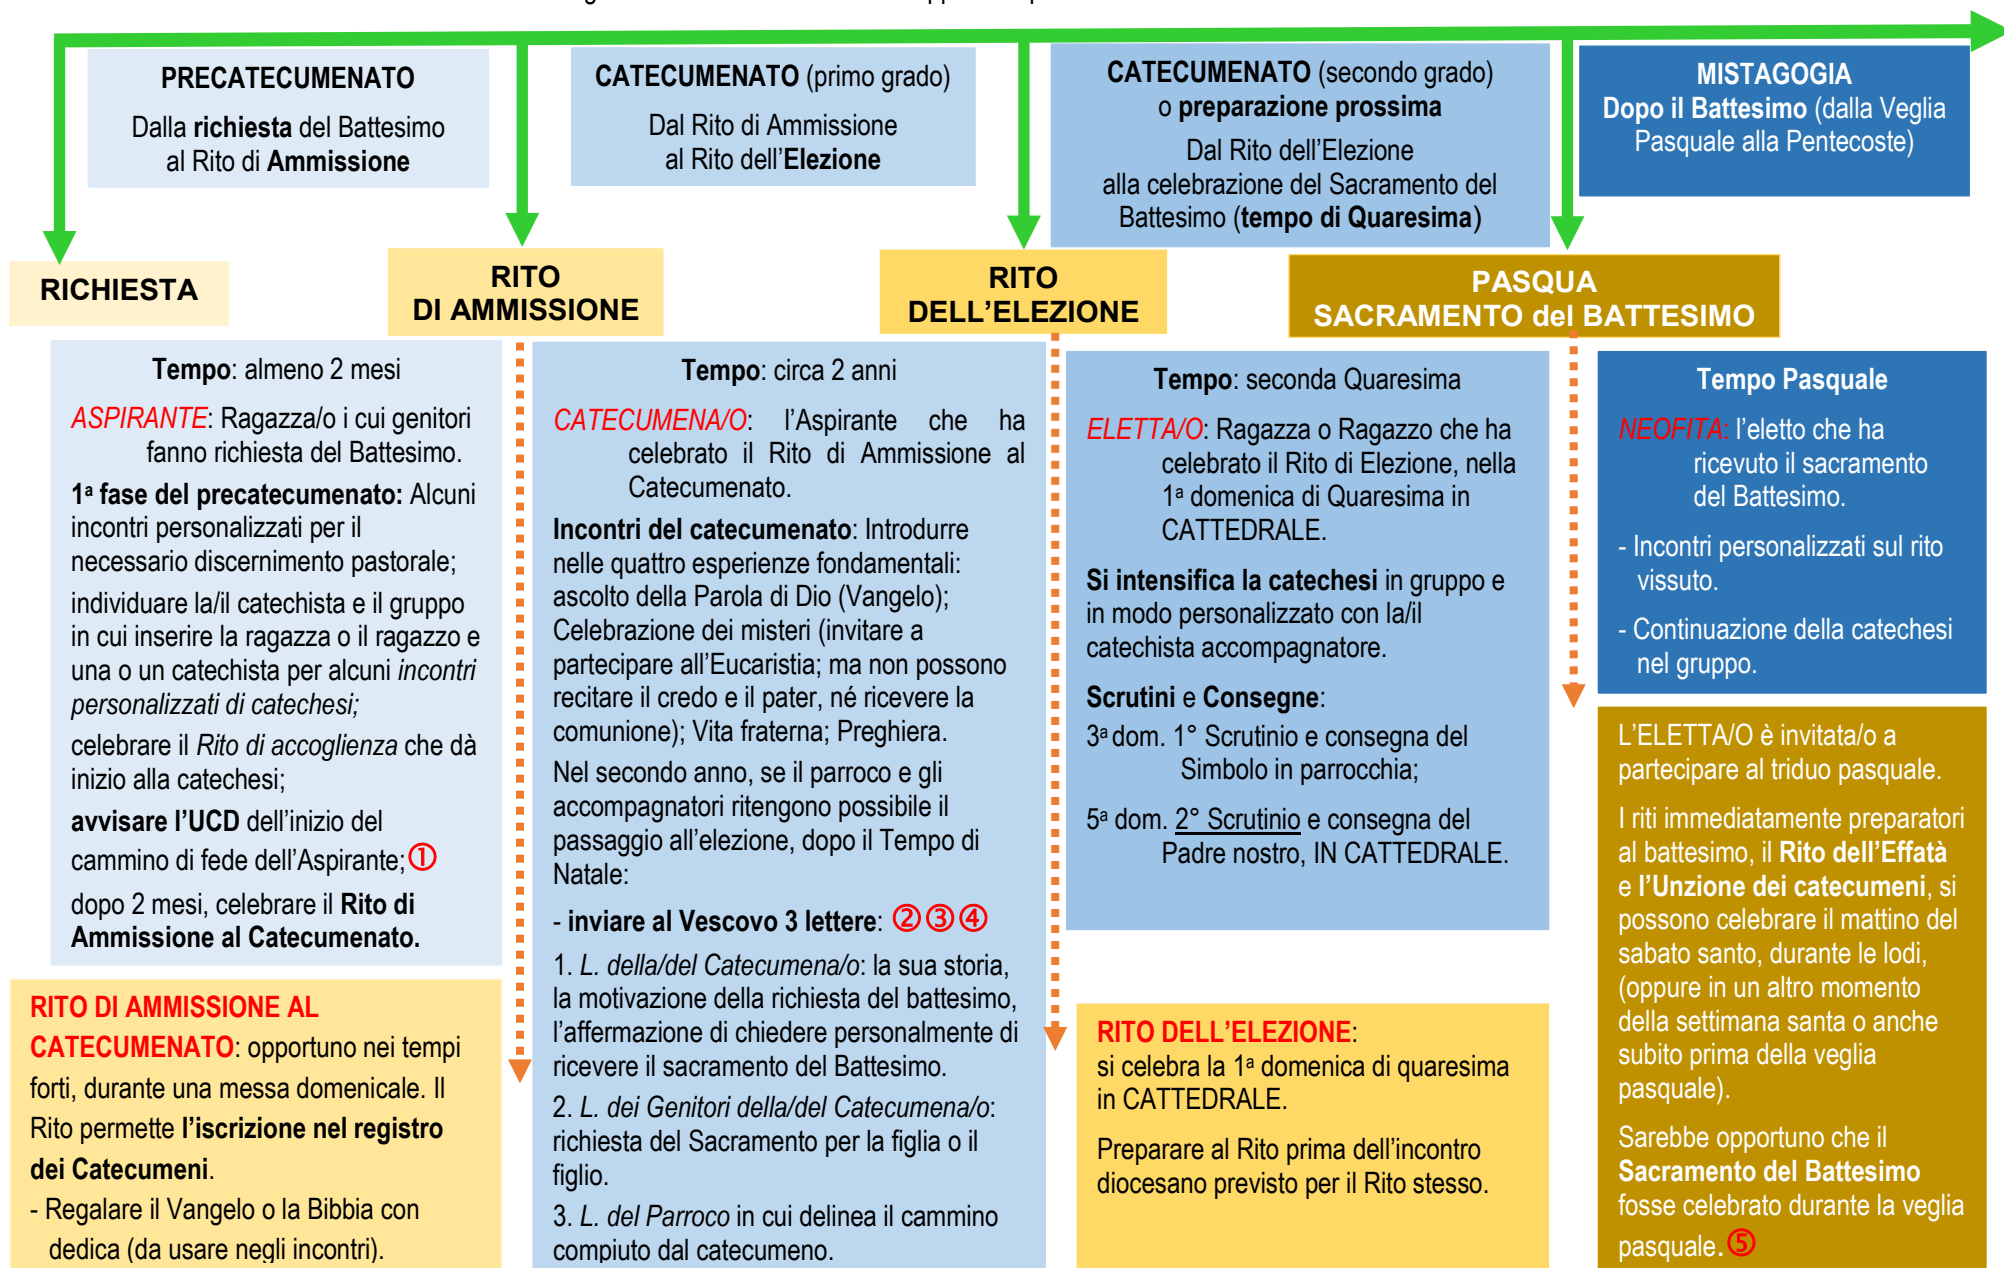 PRECATECUMENATO
Dalla richiesta del Battesimo
al Rito di Ammissione
CATECUMENATO (primo grado)
Dal Rito di Ammissione
al Rito dell’Elezione
CATECUMENATO (secondo grado)
o preparazione prossima
Dal Rito dell’Elezione
alla celebrazione del Sacramento del
Battesimo (tempo di Quaresima)
MISTAGOGIA
Dopo il Battesimo (dalla Veglia
Pasquale alla Pentecoste)
RICHIESTA
RITO
DI AMMISSIONE
RITO
DELL’ELEZIONE
PASQUA
SACRAMENTO del BATTESIMO
Tempo: almeno 2 mesi
ASPIRANTE: Ragazza/o i cui genitori
fanno richiesta del Battesimo.
1ª fase del precatecumenato: Alcuni
incontri personalizzati per il
necessario discernimento pastorale;
individuare la/il catechista e il gruppo
in cui inserire la ragazza o il ragazzo e
una o un catechista per alcuni incontri
personalizzati di catechesi;
celebrare il Rito di accoglienza che dà
inizio alla catechesi;
avvisare l’UCD dell’inizio del
cammino di fede dell’Aspirante;①
dopo 2 mesi, celebrare il Rito di
Ammissione al Catecumenato.
RITO DI AMMISSIONE AL
CATECUMENATO: opportuno nei tempi
forti, durante una messa domenicale. Il
Rito permette l’iscrizione nel registro
dei Catecumeni.
- Regalare il Vangelo o la Bibbia con
dedica (da usare negli incontri).
Tempo: circa 2 anni
CATECUMENA/O: l’Aspirante che ha
celebrato il Rito di Ammissione al
Catecumenato.
Incontri del catecumenato: Introdurre
nelle quattro esperienze fondamentali:
ascolto della Parola di Dio (Vangelo);
Celebrazione dei misteri (invitare a
partecipare all’Eucaristia; ma non possono
recitare il credo e il pater, né ricevere la
comunione); Vita fraterna; Preghiera.
Nel secondo anno, se il parroco e gli
accompagnatori ritengono possibile il
passaggio all’elezione, dopo il Tempo di
Natale:
- inviare al Vescovo 3 lettere: ②③④
1. L. della/del Catecumena/o: la sua storia,
la motivazione della richiesta del battesimo,
l’affermazione di chiedere personalmente di
ricevere il sacramento del Battesimo.
2. L. dei Genitori della/del Catecumena/o:
richiesta del Sacramento per la figlia o il
figlio.
3. L. del Parroco in cui delinea il cammino
compiuto dal catecumeno.
Tempo: seconda Quaresima
ELETTA/O: Ragazza o Ragazzo che ha
celebrato il Rito di Elezione, nella
1ª domenica di Quaresima in
CATTEDRALE.
Si intensifica la catechesi in gruppo e
in modo personalizzato con la/il
catechista accompagnatore.
Scrutini e Consegne:
3ª dom. 1° Scrutinio e consegna del
Simbolo in parrocchia;
5ª dom. 2° Scrutinio e consegna del
Padre nostro, IN CATTEDRALE.
RITO DELL’ELEZIONE:
si celebra la 1ª domenica di quaresima
in CATTEDRALE.
Preparare al Rito prima dell’incontro
diocesano previsto per il Rito stesso.
Tempo Pasquale
NEOFITA: l’eletto che ha
ricevuto il sacramento
del Battesimo.
- Incontri personalizzati sul rito
vissuto.
- Continuazione della catechesi
nel gruppo.
L’ELETTA/O è invitata/o a
partecipare al triduo pasquale.
I riti immediatamente preparatori
al battesimo, il Rito dell’Effatà
e l’Unzione dei catecumeni, si
possono celebrare il mattino del
sabato santo, durante le lodi,
(oppure in un altro momento
della settimana santa o anche
subito prima della veglia
pasquale).
Sarebbe opportuno che il
Sacramento del Battesimo
fosse celebrato durante la veglia
pasquale.⑤